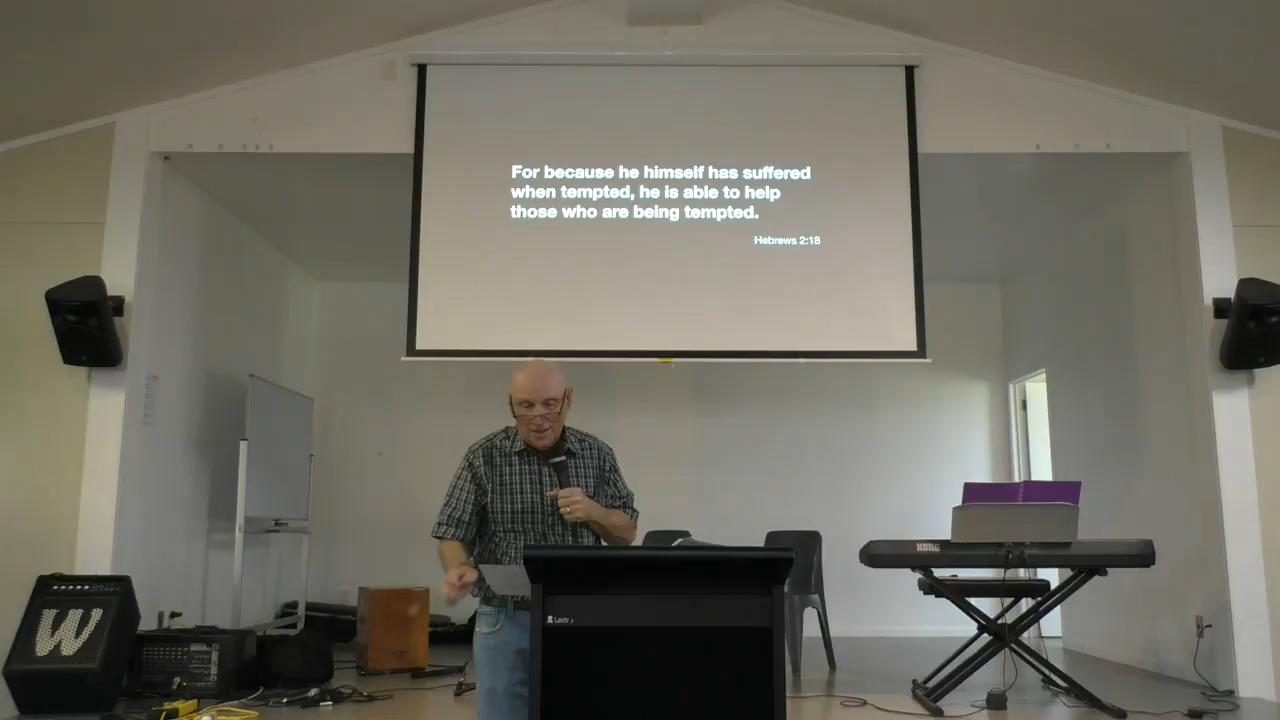 For because he himself has suffered
when tempted, he is able to help
those who are being tempted.
Hebrews 2:18
KORG
W